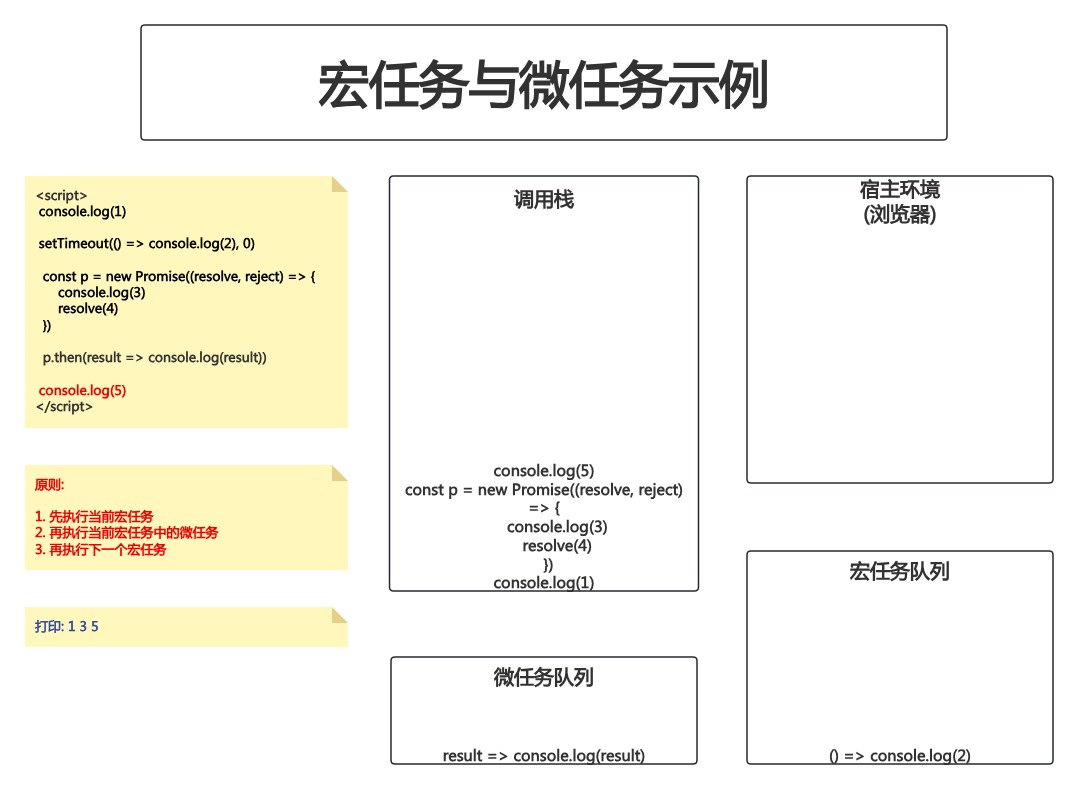 宏任务与微任务示例
<script>
console.log(1)
setTimeout(() => console.log(2), 0)
const p = new Promise((resolve, reject) => {
console.log(3)
resolve(4)
})
p.then(result => console.log(result))
console.log(5)
</script>
原则:
1. 先执行当前宏任务
2. 再执行当前宏任务中的微任务
3. 再执行下一个宏任务
打印: 1 3 5
调用栈
console.log(5)
const p = new Promise((resolve, reject)
=> {
console.log(3)
resolve(4)
})
console.log(1)
微任务队列
result => console.log(result)
宿主环境
(浏览器)
宏任务队列
() => console.log(2)